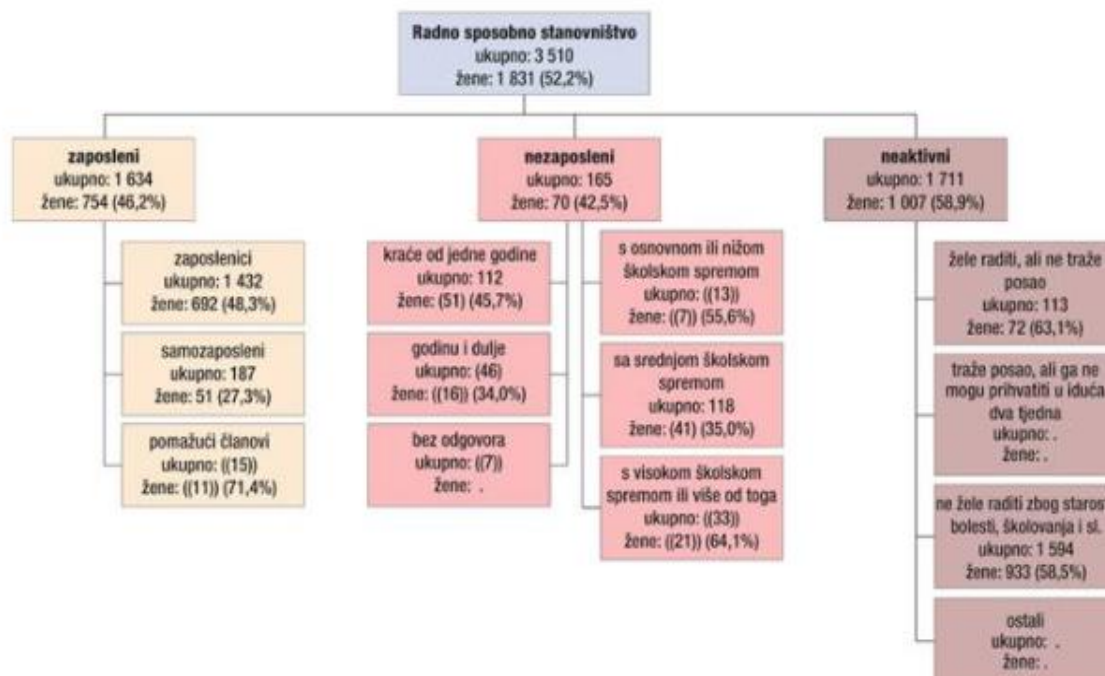 Radno sposobno stanovništvo
ukupno: 3 510
žene: 1 831 (52,2%)
zaposleni
ukupno: 1 634
žene: 754 (46,2%)
zaposlenici
ukupno: 1 432
žene: 692 (48,3%)
samozaposleni
ukupno: 187
žene: 51 (27,3%)
pomažući članovi
ukupno: ((15))
žene: ((11)) (71,4%)
nezaposleni
ukupno: 165
žene: 70 (42,5%)
kraće od jedne godine
ukupno: 112
žene: (51) (45,7%)
godinu i dulje
ukupno: (46)
žene: ((16)) (34,0%)
bez odgovora
ukupno: ((7))
žene: .
s osnovnom ili nižom
školskom spremom
ukupno: ((13))
žene: ((7)) (55,6%)
sa srednjom školskom
spremom
ukupno: 118
žene: (41) (35,0%)
s visokom školskom
spremom ili više od toga
ukupno: ((33))
žene: ((21)) (64,1%)
neaktivni
ukupno: 1 711
žene: 1 007 (58,9%)
žele raditi, ali ne traže
posao
ukupno: 113
žene: 72 (63,1%)
traže posao, ali ga ne
mogu prihvatiti u iduća
dva tjedna
ukupno: .
žene: .
ne žele raditi zbog starost
bolesti, školovanja i sl.
ukupno: 1 594
žene: 933 (58,5%)
ostali
ukupno: .
žene: .